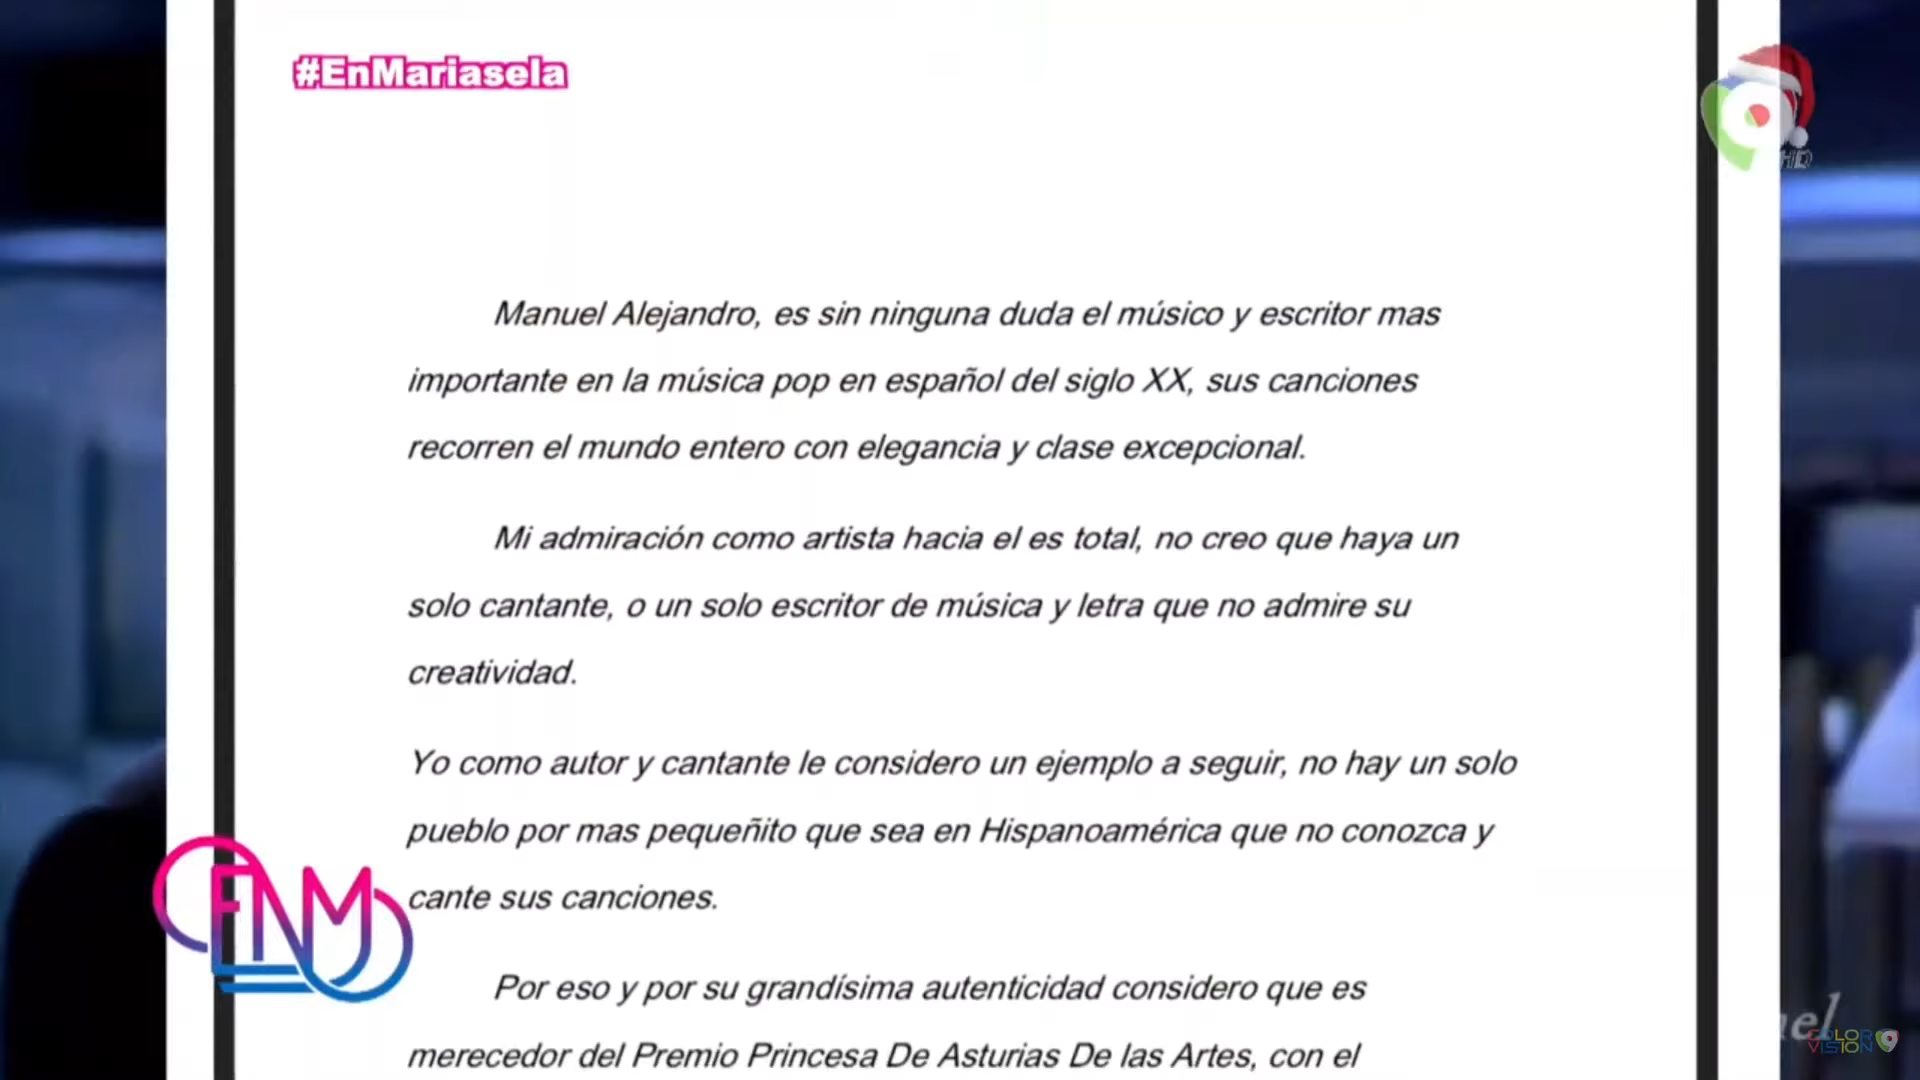 #EnMariasela
HD
Manuel Alejandro, es sin ninguna duda el músico y escritor mas
importante en la música pop en español del siglo XX, sus canciones
recorren el mundo entero con elegancia y clase excepcional.
Mi admiración como artista hacia el es total, no creo que haya un
solo cantante, o un solo escritor de música y letra que no admire su
creatividad.
Yo como autor y cantante le considero un ejemplo a seguir, no hay un solo
pueblo por mas pequeñito que sea en Hispanoamérica que no conozca y
cante sus canciones.
ENM
Por eso y por su grandísima autenticidad considero que es
merecedor del Premio Princesa De Asturias De las Artes, con el
COLOR
VISION